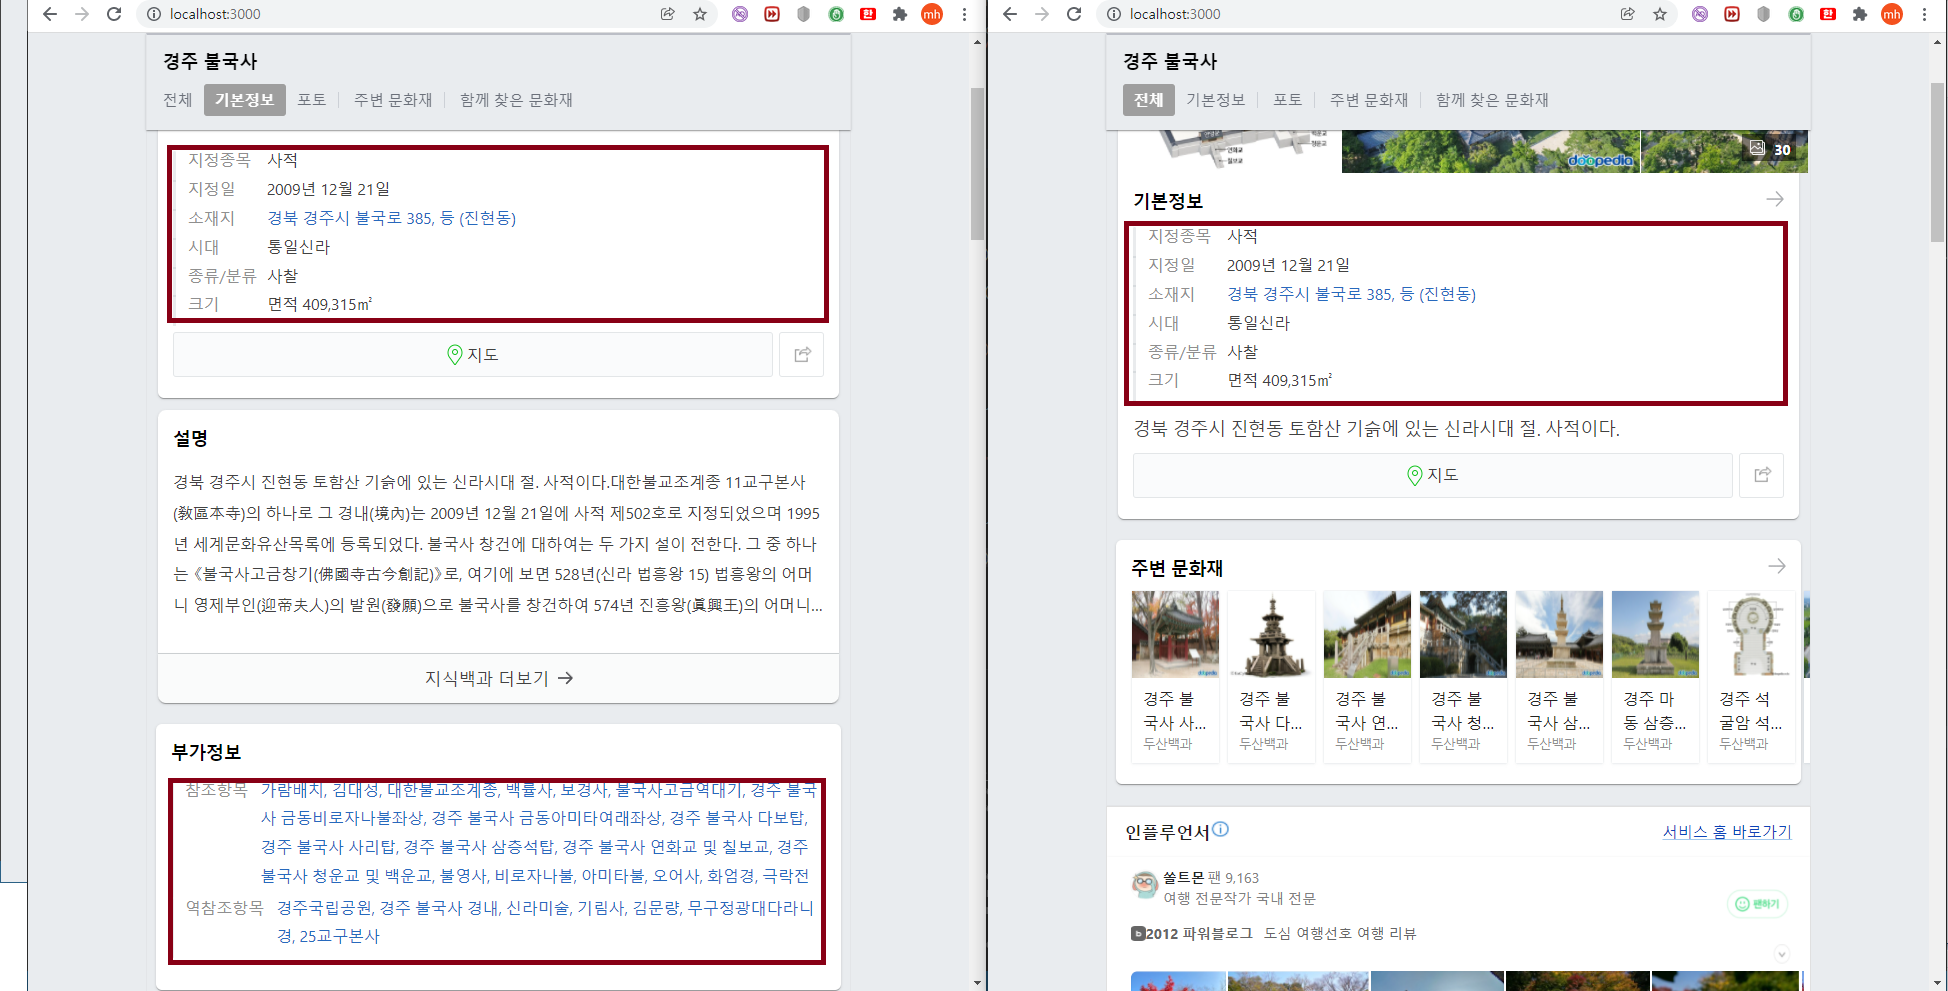 localhost:3000
mh
경주 불국사
전체 기본정보 포토 주변 문화재 함께 찾은 문화재
지정종목 사적
지정일 2009년 12월 21일
소재지 경북 경주시 불국로 385, 등 (진현동)
시대 통일신라
종류/분류 사찰
크기 면적 409,315㎡
지도
설명
경북 경주시 진현동 토함산 기슭에 있는 신라시대 절. 사적이다.대한불교조계종 11교구본사
(敎區本寺)의 하나로 그 경내(境內)는 2009년 12월 21일에 사적 제502호로 지정되었으며 1995
년 세계문화유산목록에 등록되었다. 불국사 창건에 대하여는 두 가지 설이 전한다. 그 중 하나
는 《불국사고금창기(佛國寺古今創記)》로, 여기에 보면 528년(신라 법흥왕 15) 법흥왕의 어머
니 영제부인(迎帝夫人)의 발원(發願)으로 불국사를 창건하여 574년 진흥왕(眞興王)의 어머니...
지식백과 더보기 →
부가정보
참조항목 가람배치, 김대성, 대한불교조계종, 백률사, 보경사, 불국사고금역대기, 경주 불국
사 금동비로자나불좌상, 경주 불국사 금동아미타여래좌상, 경주 불국사 다보탑,
경주 불국사 사리탑, 경주 불국사 삼층석탑, 경주 불국사 연화교 및 칠보교, 경주
불국사 청운교 및 백운교, 불영사, 비로자나불, 아미타불, 오어사, 화엄경, 극락전
역참조항목 경주국립공원, 경주 불국사 경내, 신라미술, 기림사, 김문량, 무구정광대다라니
경, 25교구본사
localhost:3000
한
mh
경주 불국사
전체 기본정보 포토 주변 문화재 함께 찾은 문화재
연화교
칠보교
doopedia
30
기본정보
지정종목 사적
지정일 2009년 12월 21일
소재지 경북 경주시 불국로 385, 등 (진현동)
시대 통일신라
종류/분류 사찰
크기 면적 409,315㎡
경북 경주시 진현동 토함산 기슭에 있는 신라시대 절. 사적이다.
지도
주변 문화재
경주 불 경주 불 경주 불 경주 불 경주 불 경주 마 경주 석
국사 사... 국사 다... 국사 연... 국사 청... 국사 삼... 동 삼층... 굴암 석...
두산백과 두산백과 두산백과 두산백과 두산백과 두산백과 두산백과
인플루언서 서비스 홈 바로가기
쏠트몬 팬 9,163
여행 전문작가 국내 전문
팬하기
b 2012 파워블로그 도심 여행선호 여행 리뷰